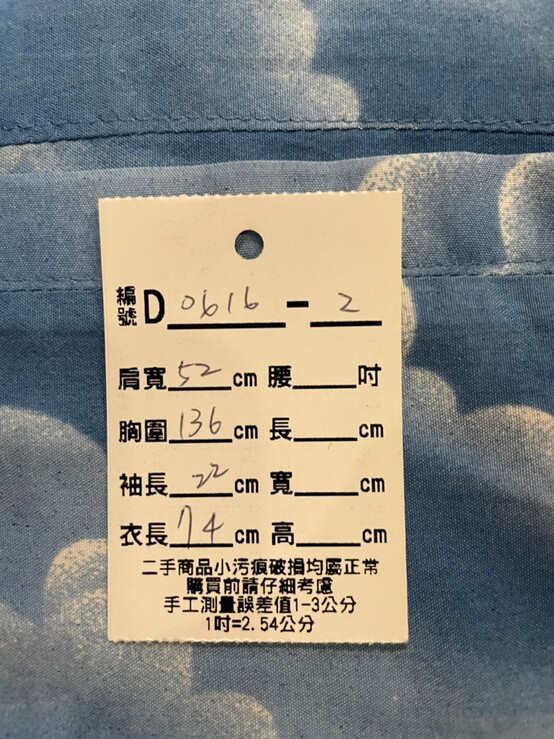 編號 D 0616 - 2
肩寬 52 cm 腰 吋
胸圍 136 cm 長 cm
袖長 22 cm 寬 cm
衣長 74 cm 高 cm
二手商品小污痕破損均屬正常
購買前請仔細考慮
手工測量誤差值1-3公分
1吋=2.54公分